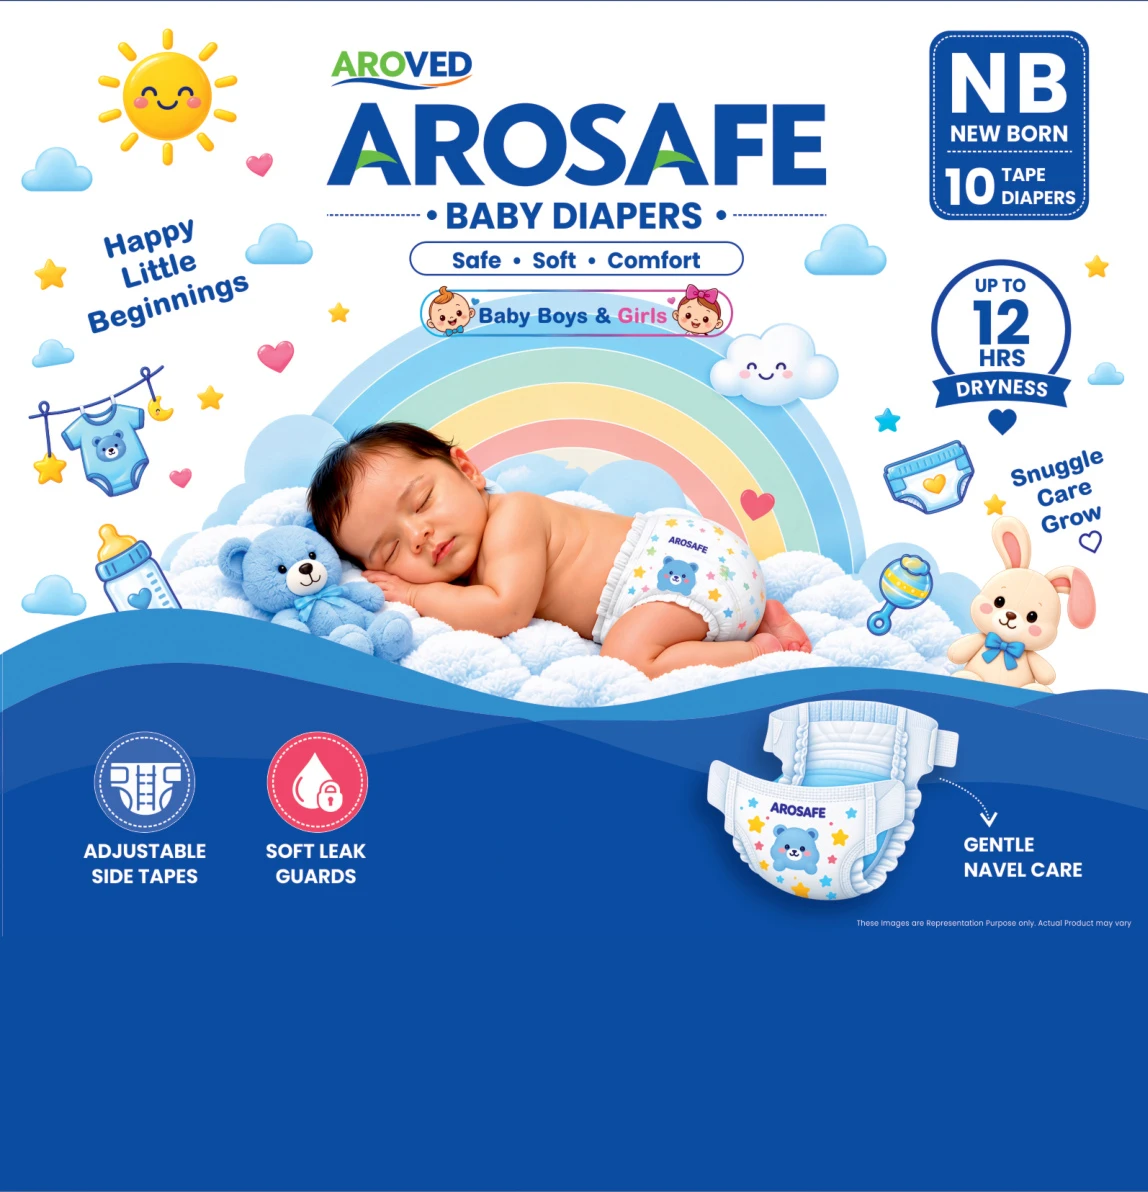 AROVED
AROSAFE
• BABY DIAPERS •
Safe • Soft • Comfort
Baby Boys & Girls
NB
NEW BORN
10 TAPE
DIAPERS
Happy
Little
Beginnings
UP TO
12
HRS
DRYNESS
Snuggle
Care
Grow
AROSAFE
ADJUSTABLE
SIDE TAPES
SOFT LEAK
GUARDS
AROSAFE
GENTLE
NAVEL CARE
These Images are Representation Purpose only. Actual Product may vary